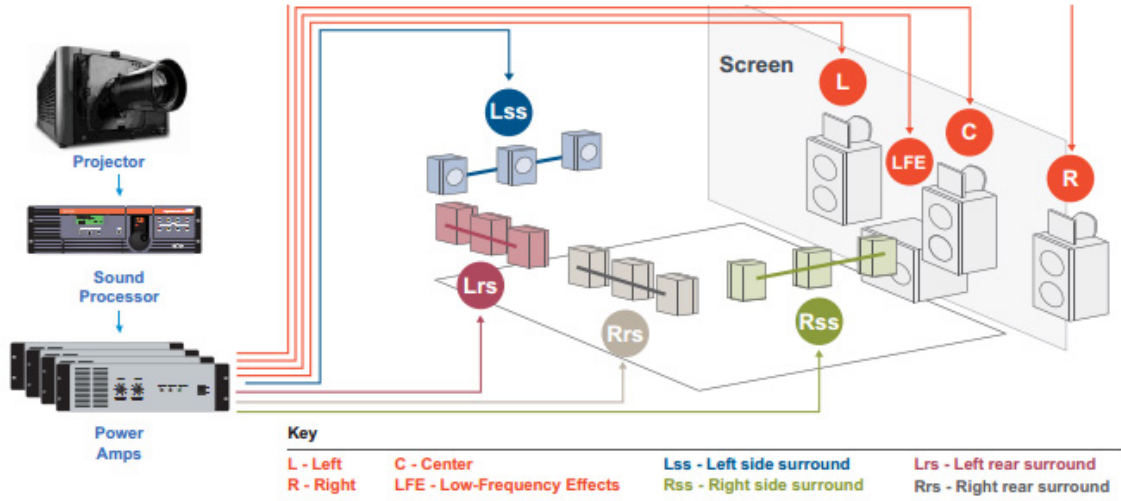 Screen
L
Lss
C
LFE
R
Projector
Lrs
Sound
Processor
Rrs
Rss
Power
Amps
Key
L - Left
C - Center
Lss - Left side surround
Lrs - Left rear surround
R - Right
LFE - Low-Frequency Effects
Rss - Right side surround
Rrs - Right rear surround